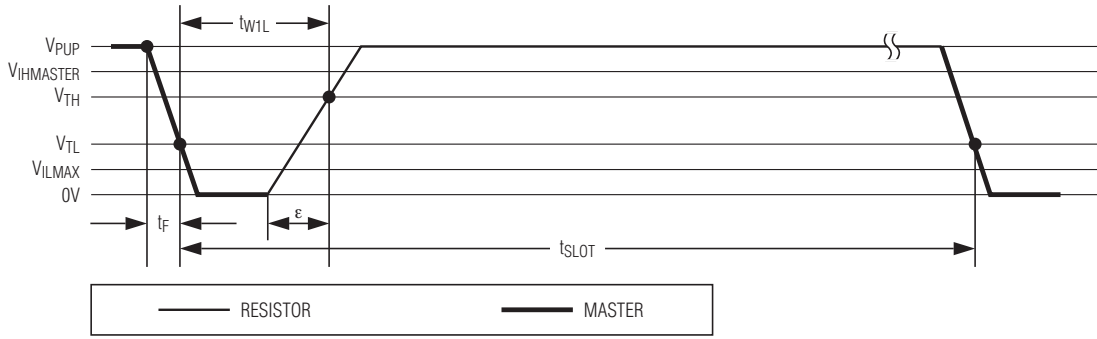 tW1L
VPUP
VIHMASTER
VTH
VTL
VILMAX
0V
tF
ε
tSLOT
RESISTOR MASTER